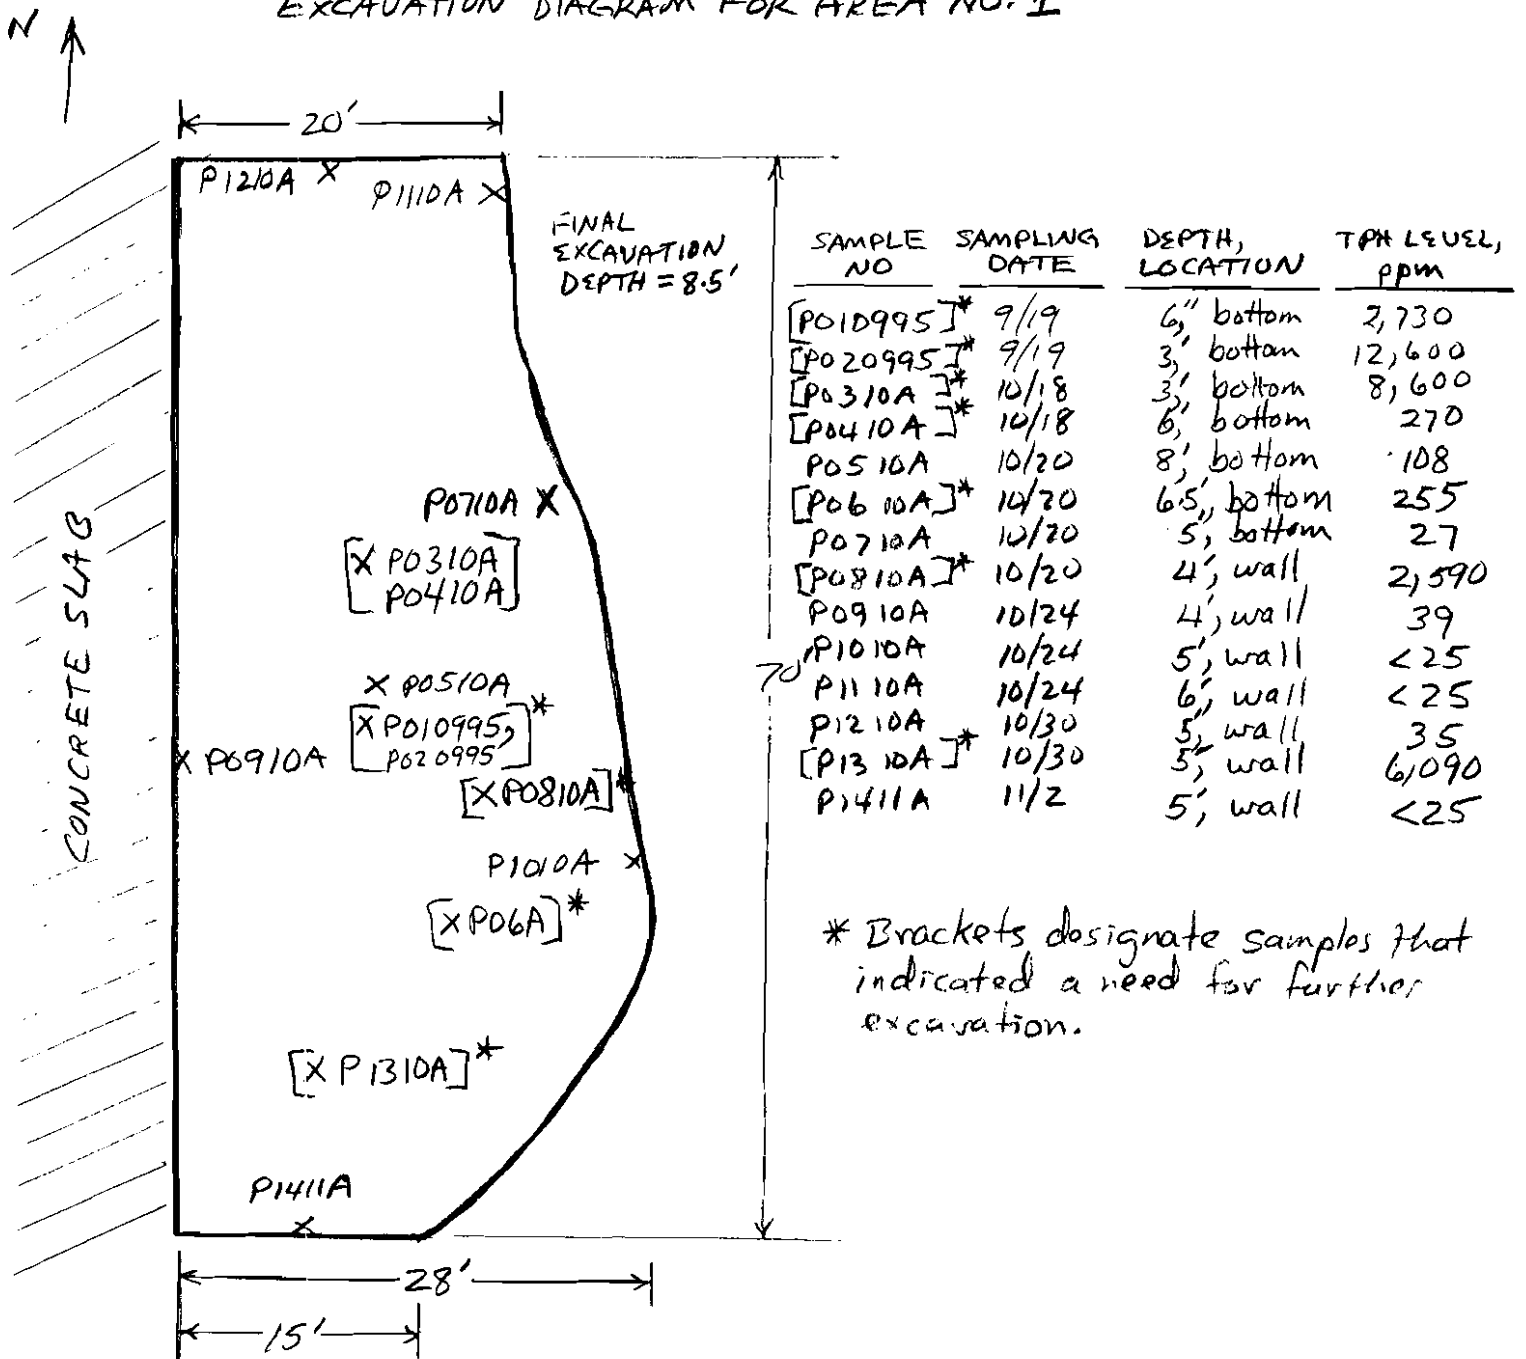 EXCAVATION DIAGRAM FOR AREA NO. 1
N
20'
P1210A X
P1110A X
FINAL
EXCAVATION
DEPTH = 8.5'
P0710A X
[X P0310A
P0410A]
X P0510A
[X P010995,
P020995]*
X P0910A
[X P0810A]*
P1010A X
[X P06A]*
[X P1310A]*
P1411A
X
CONCRETE SLAB
70'
28'
15'
SAMPLE NO SAMPLING DATE DEPTH, LOCATION TPH LEVEL, ppm
[P010995]* 9/19 6," bottom 2,730
[P020995]* 9/19 3,' bottom 12,600
[P0310A]* 10/18 3,' bottom 8,600
[P0410A]* 10/18 6,' bottom 270
P0510A 10/20 8', bottom 108
[P0610A]* 10/20 6.5', bottom 255
P0710A 10/20 5', bottom 27
[P0810A]* 10/20 4', wall 2,590
P0910A 10/24 4', wall 39
P1010A 10/24 5', wall <25
P1110A 10/24 6', wall <25
P1210A 10/30 5', wall 35
[P1310A]* 10/30 5', wall 6,090
P1411A 11/2 5', wall <25
* Brackets designate samples that
indicated a need for further
excavation.